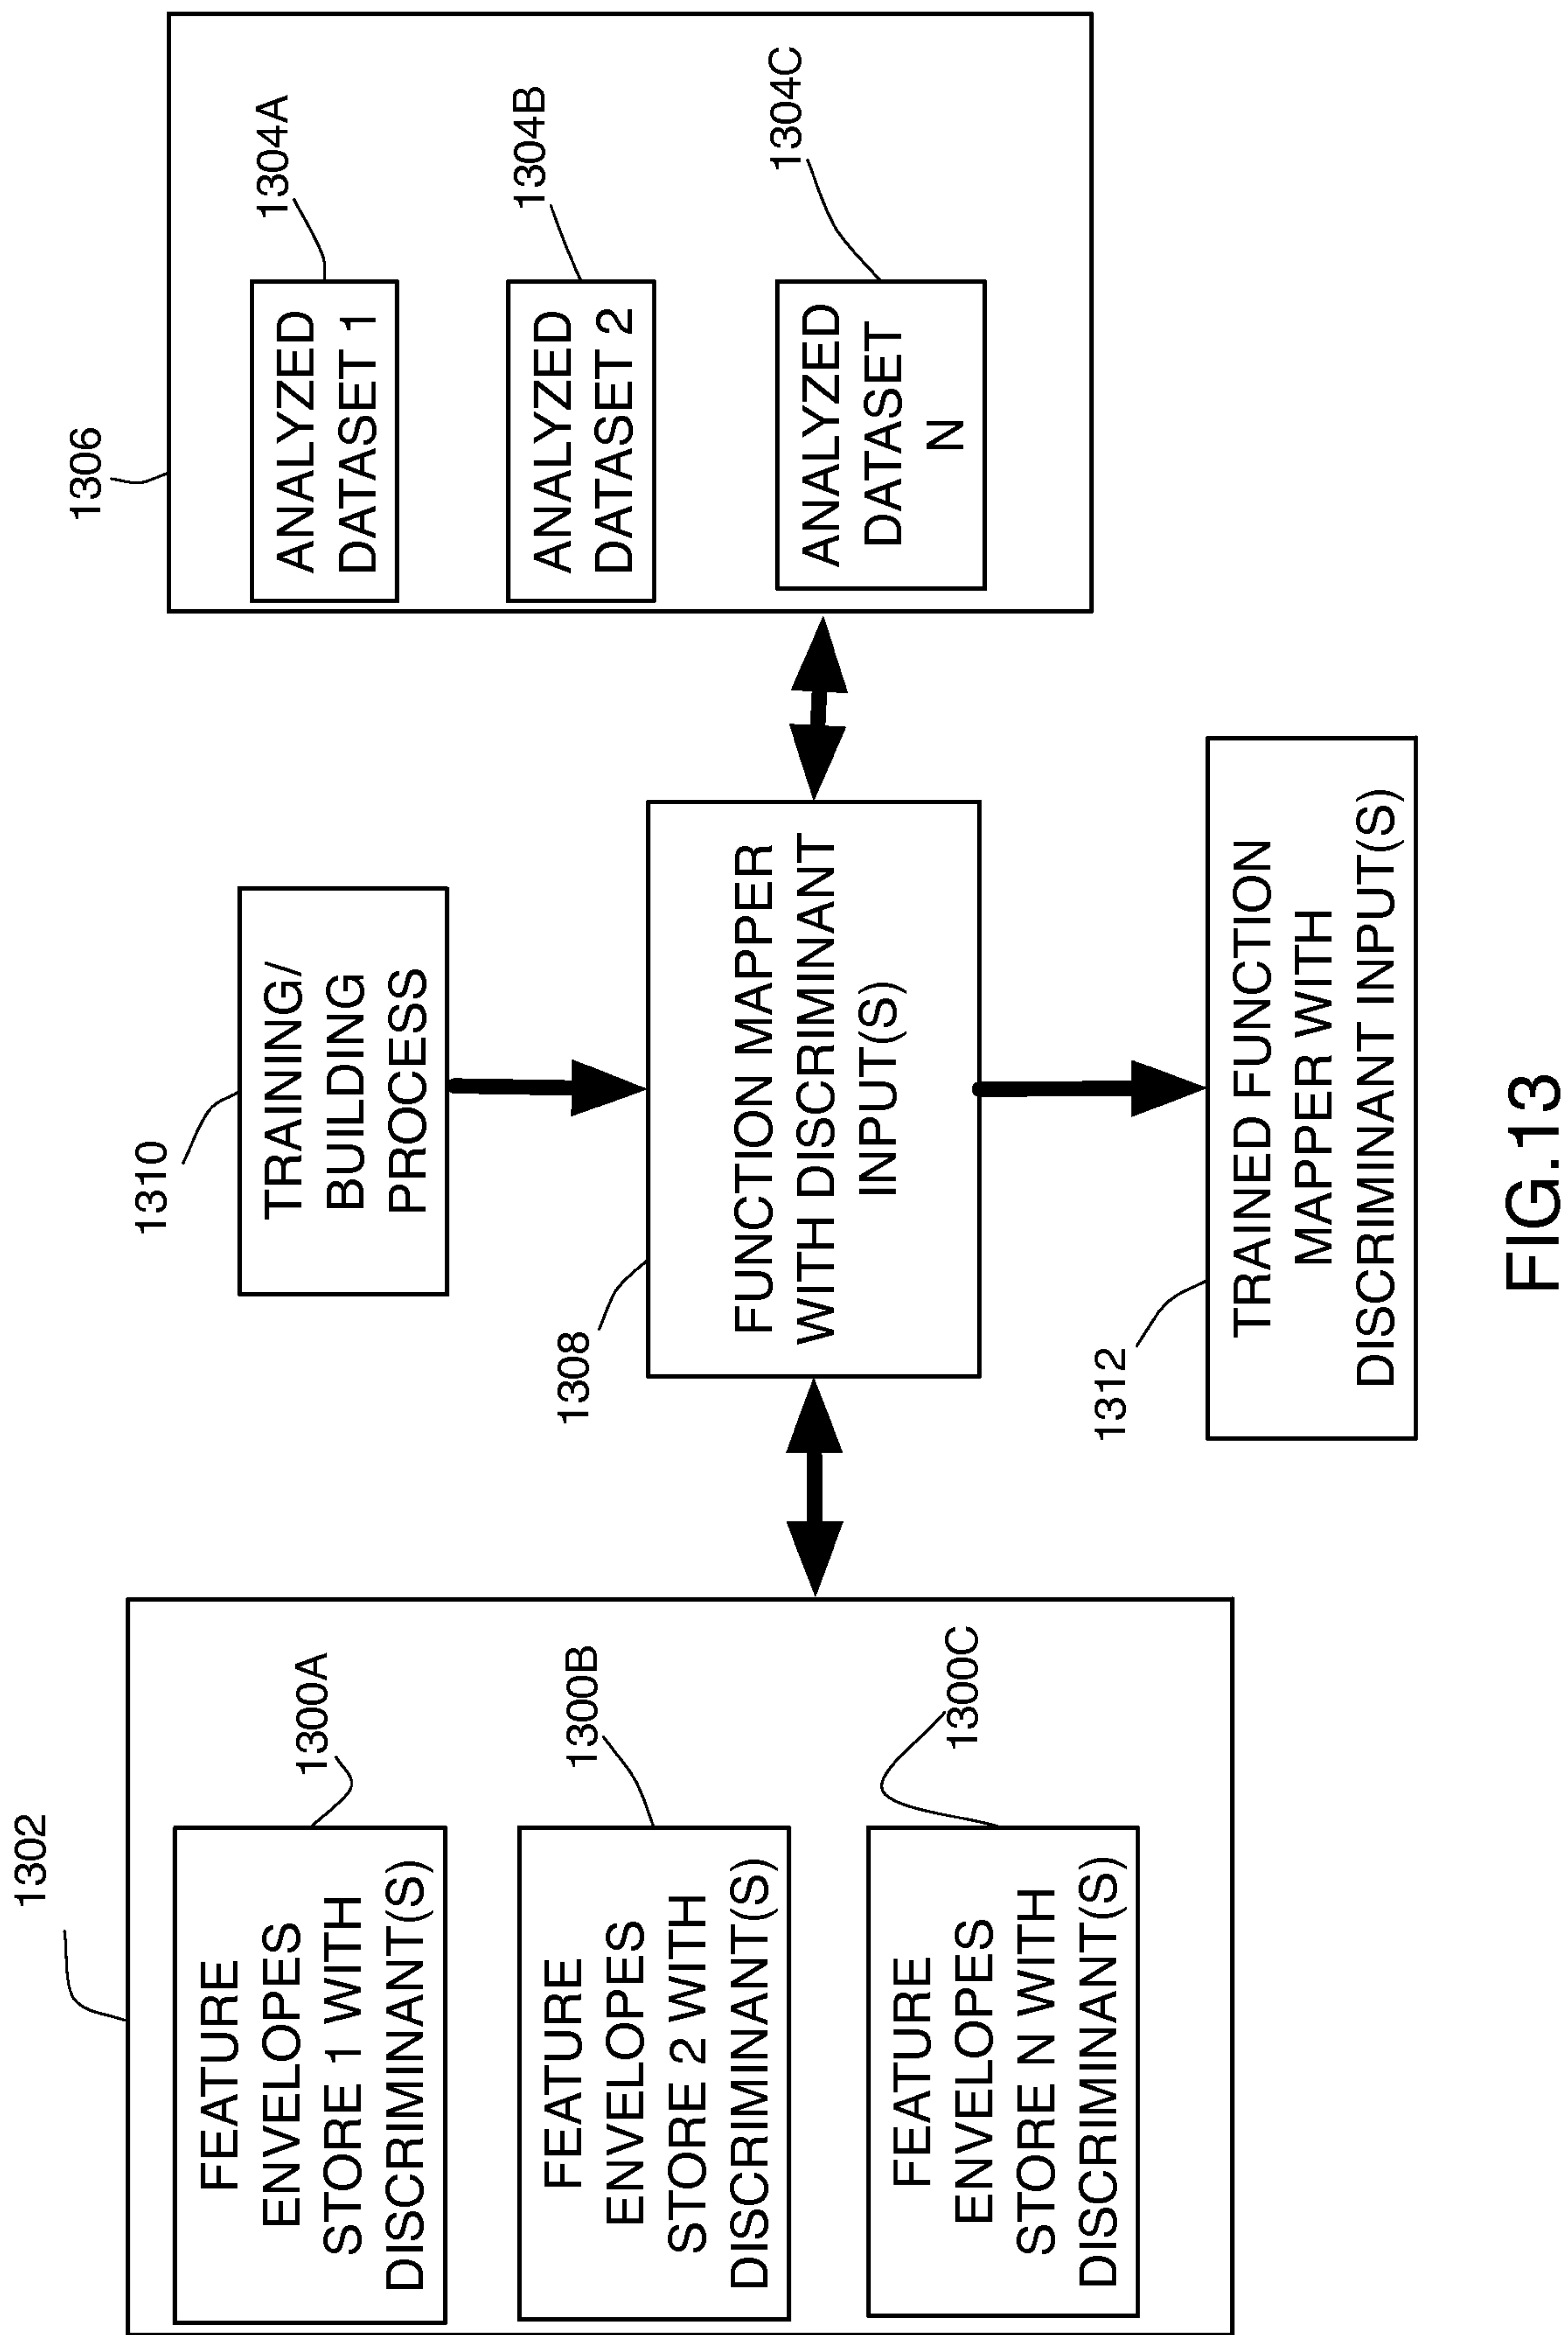 1302
FEATURE
ENVELOPES
STORE 1 WITH
DISCRIMINANT(S)
1300A
FEATURE
ENVELOPES
STORE 2 WITH
DISCRIMINANT(S)
1300B
FEATURE
ENVELOPES
STORE N WITH
DISCRIMINANT(S)
1300C
1310
TRAINING/
BUILDING
PROCESS
1308
FUNCTION MAPPER
WITH DISCRIMINANT
INPUT(S)
1312
TRAINED FUNCTION
MAPPER WITH
DISCRIMINANT INPUT(S)
1306
ANALYZED
DATASET 1
1304A
ANALYZED
DATASET 2
1304B
ANALYZED
DATASET
N
1304C
FIG.13